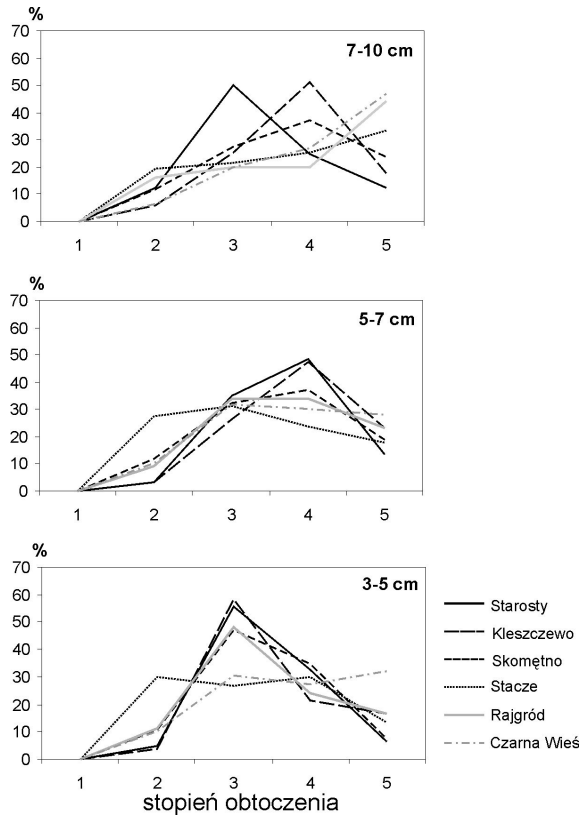 %
70
7-10 cm
60
50
40
30
20
10
0
1 2 3 4 5
%
70
5-7 cm
60
50
40
30
20
10
0
1 2 3 4 5
%
70
3-5 cm
60
50
40
30
20
10
0
1 2 3 4 5
stopień obtoczenia
Starosty
Kleszczewo
Skomętno
Stacze
Rajgród
Czarna Wieś